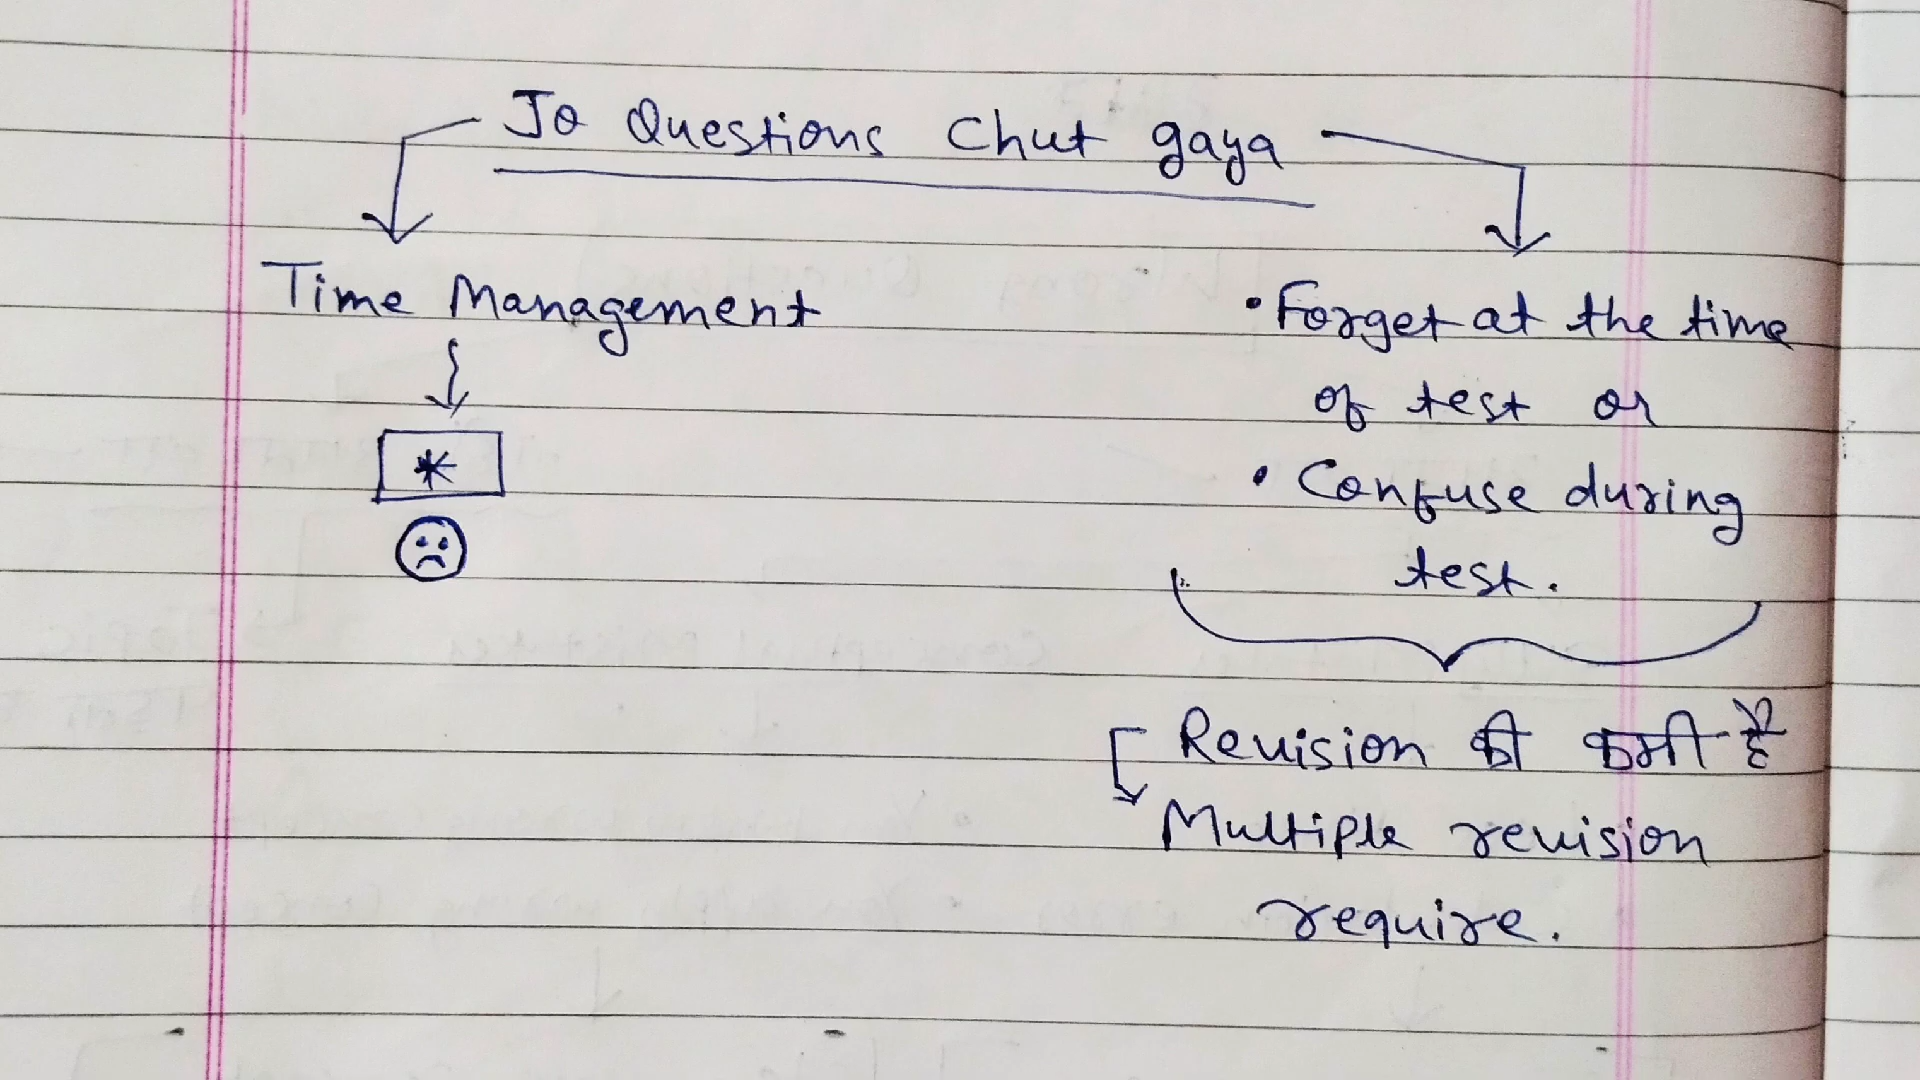 Jo Questions Chut gaya
Time Management
*
• Forget at the time
of test or
• Confuse during
test.
Revision की कमी है
Multiple revision
require.